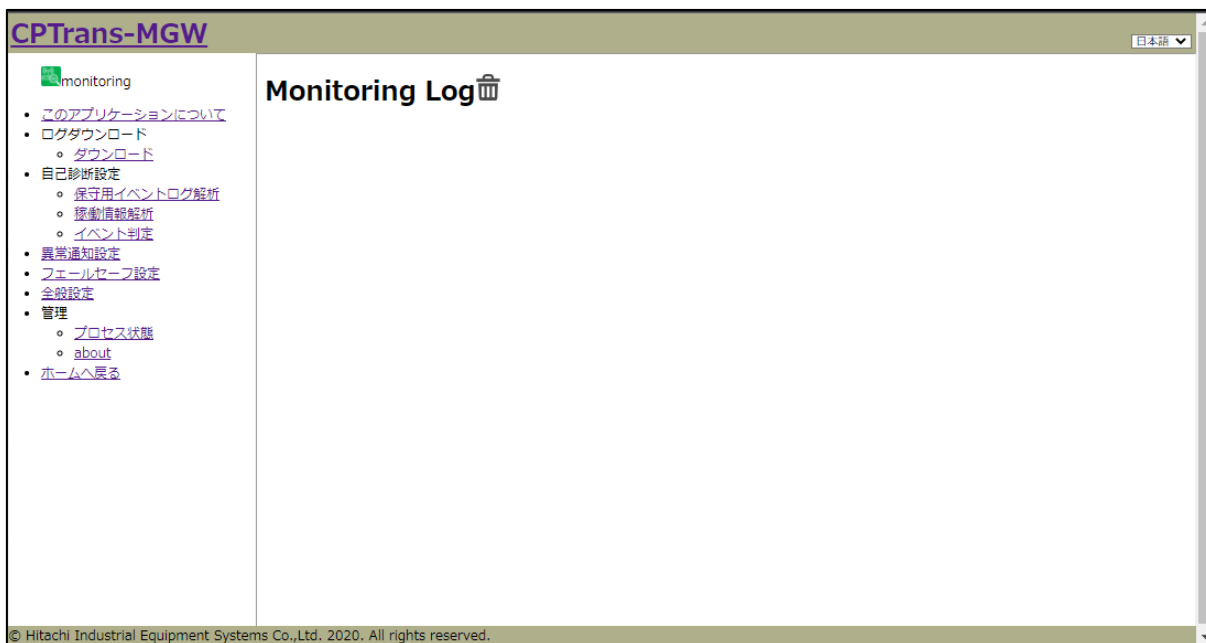 CPTrans-MGW
日本語
monitoring
このアプリケーションについて
ログダウンロード
ダウンロード
自己診断設定
保守用イベントログ解析
稼働情報解析
イベント判定
異常通知設定
フェールセーフ設定
全般設定
管理
プロセス状態
about
ホームへ戻る
Monitoring Log
© Hitachi Industrial Equipment Systems Co.,Ltd. 2020. All rights reserved.